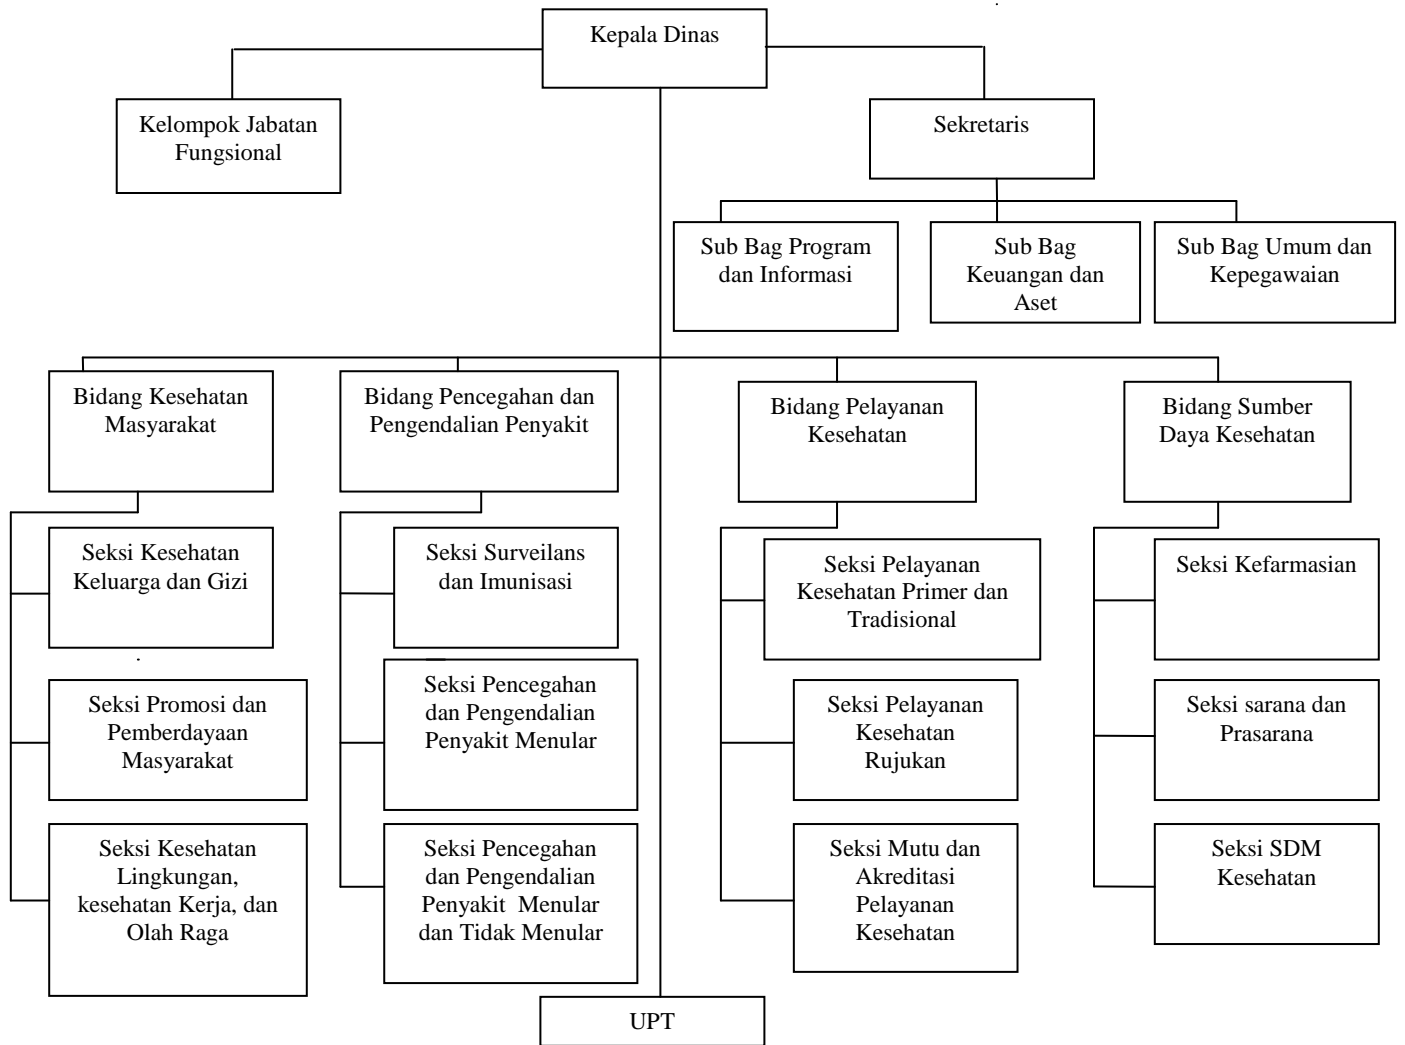 Kepala Dinas
Kelompok Jabatan
Fungsional
Sekretaris
Sub Bag Program
dan Informasi
Sub Bag
Keuangan dan
Aset
Sub Bag Umum dan
Kepegawaian
Bidang Kesehatan
Masyarakat
Bidang Pencegahan dan
Pengendalian Penyakit
Bidang Pelayanan
Kesehatan
Bidang Sumber
Daya Kesehatan
Seksi Kesehatan
Keluarga dan Gizi
Seksi Surveilans
dan Imunisasi
Seksi Pelayanan
Kesehatan Primer dan
Tradisional
Seksi Kefarmasian
Seksi Promosi dan
Pemberdayaan
Masyarakat
Seksi Pencegahan
dan Pengendalian
Penyakit Menular
Seksi Pelayanan
Kesehatan
Rujukan
Seksi sarana dan
Prasarana
Seksi Kesehatan
Lingkungan,
kesehatan Kerja, dan
Olah Raga
Seksi Pencegahan
dan Pengendalian
Penyakit  Menular
dan Tidak Menular
Seksi Mutu dan
Akreditasi
Pelayanan
Kesehatan
Seksi SDM
Kesehatan
UPT